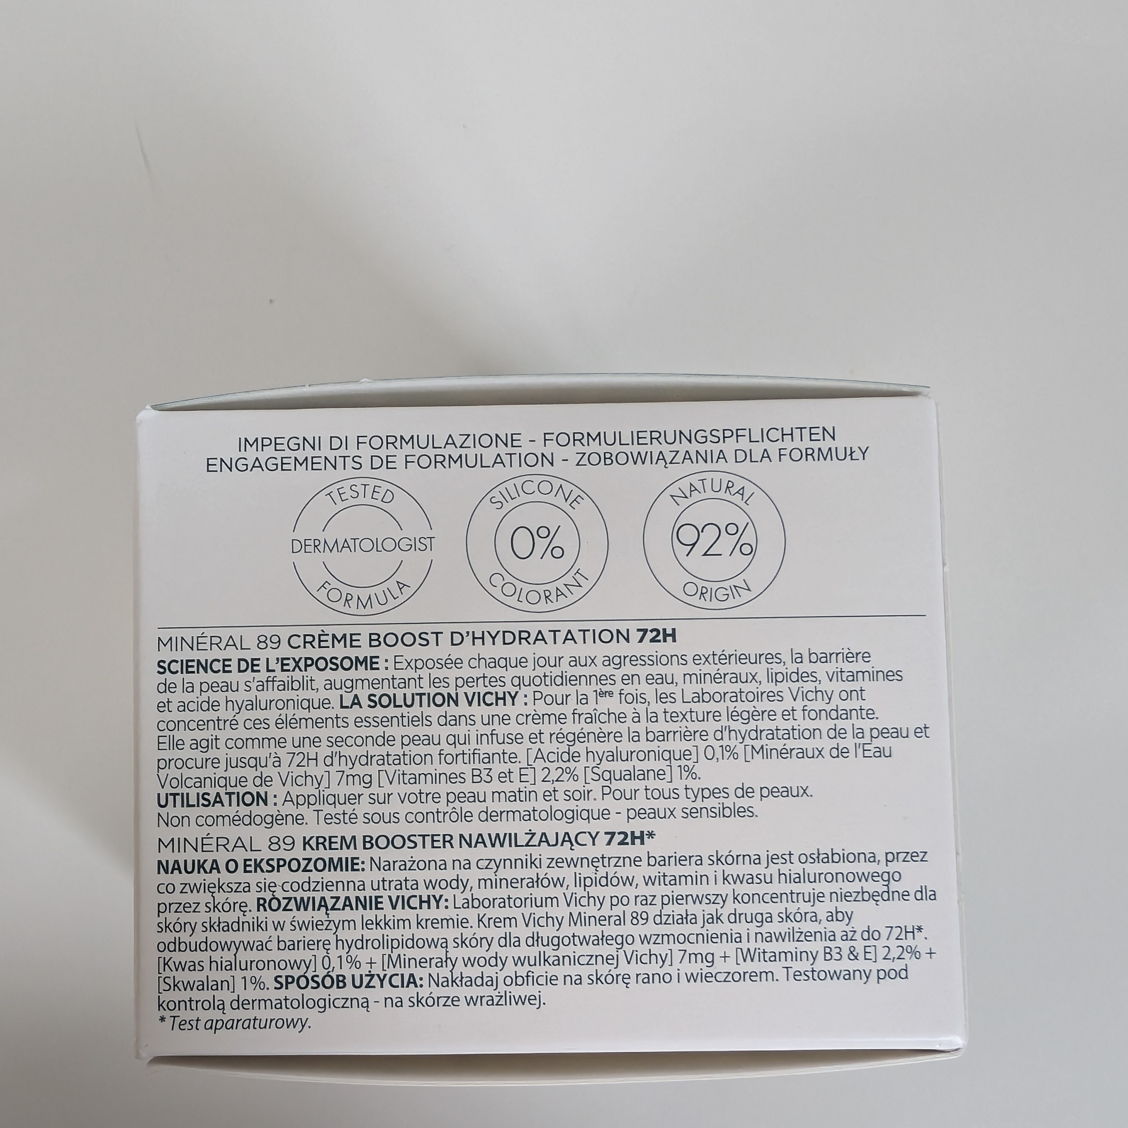 IMPEGNI DI FORMULAZIONE - FORMULIERUNGSPFLICHTEN
ENGAGEMENTS DE FORMULATION - ZOBOWIĄZANIA DLA FORMUŁY
TESTED
DERMATOLOGIST
FORMULA
SILICONE
0%
COLORANT
NATURAL
92%
ORIGIN
MINÉRAL 89 CRÈME BOOST D'HYDRATATION 72H
SCIENCE DE L'EXPOSOME : Exposée chaque jour aux agressions extérieures, la barrière
de la peau s'affaiblit, augmentant les pertes quotidiennes en eau, minéraux, lipides, vitamines
et acide hyaluronique. LA SOLUTION VICHY : Pour la 1ère fois, les Laboratoires Vichy ont
concentré ces éléments essentiels dans une crème fraîche à la texture légère et fondante.
Elle agit comme une seconde peau qui infuse et régénère la barrière d'hydratation de la peau et
procure jusqu'à 72H d'hydratation fortifiante. [Acide hyaluronique] 0,1% [Minéraux de l'Eau
Volcanique de Vichy] 7mg [Vitamines B3 et E] 2,2% [Squalane] 1%.
UTILISATION : Appliquer sur votre peau matin et soir. Pour tous types de peaux.
Non comédogène. Testé sous contrôle dermatologique - peaux sensibles.
MINÉRAL 89 KREM BOOSTER NAWILŻAJĄCY 72H*
NAUKA O EKSPOZOMIE: Narażona na czynniki zewnętrzne bariera skórna jest osłabiona, przez
co zwiększa się codzienna utrata wody, minerałów, lipidów, witamin i kwasu hialuronowego
przez skórę. ROZWIĄZANIE VICHY: Laboratorium Vichy po raz pierwszy koncentruje niezbędne dla
skóry składniki w świeżym lekkim kremie. Krem Vichy Mineral 89 działa jak druga skóra, aby
odbudowywać barierę hydrolipidową skóry dla długotwałego wzmocnienia i nawilżenia aż do 72H*.
[Kwas hialuronowy] 0,1% + [Minerały wody wulkanicznej Vichy] 7mg + [Witaminy B3 & E] 2,2% +
[Skwalan] 1%. SPOSÓB UŻYCIA: Nakładaj obficie na skórę rano i wieczorem. Testowany pod
kontrolą dermatologiczną - na skórze wrażliwej.
* Test aparaturowy.